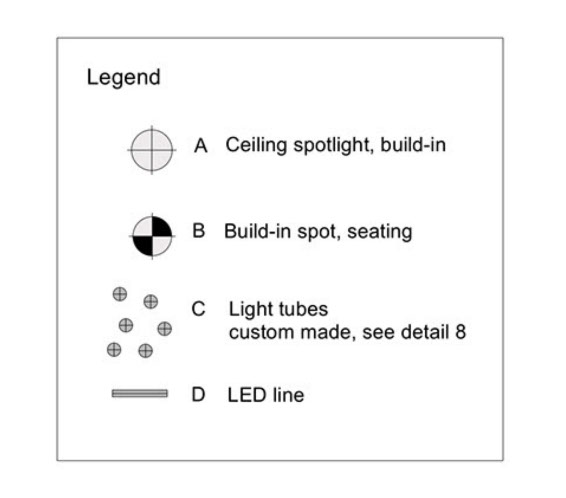 Legend
A Ceiling spotlight, build-in
B Build-in spot, seating
C Light tubes
custom made, see detail 8
D LED line